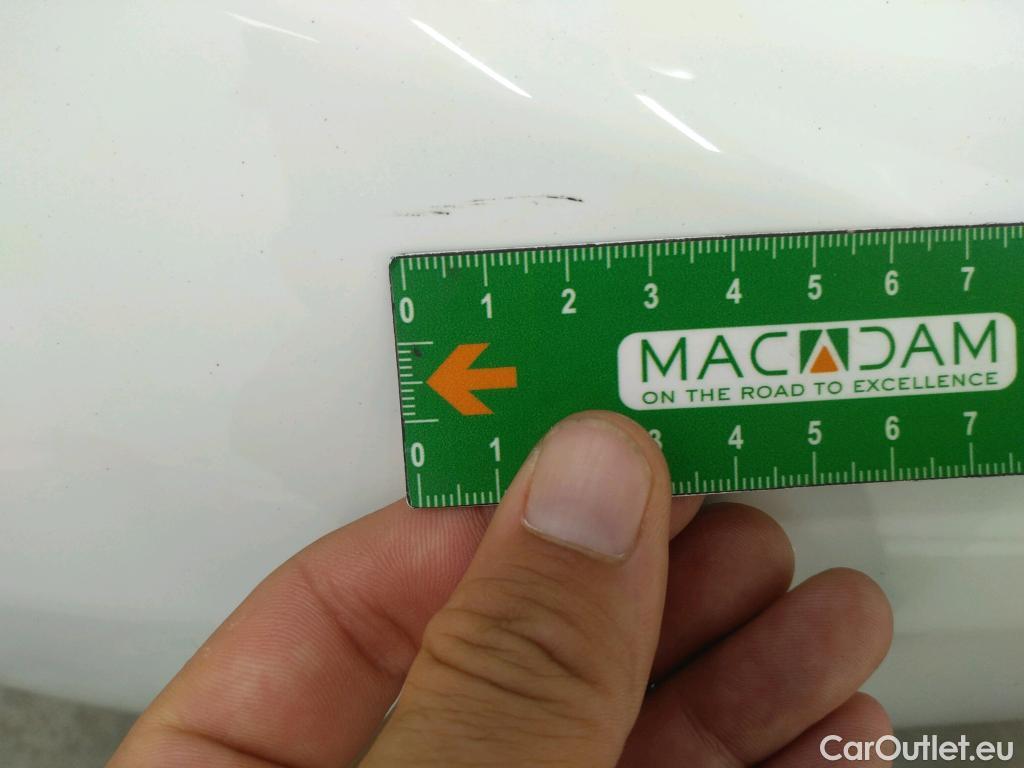 0 1 2 3 4 5 6 7
MACADAM
ON THE ROAD TO EXCELLENCE
0 1 3 4 5 6 7
CarOutlet.eu